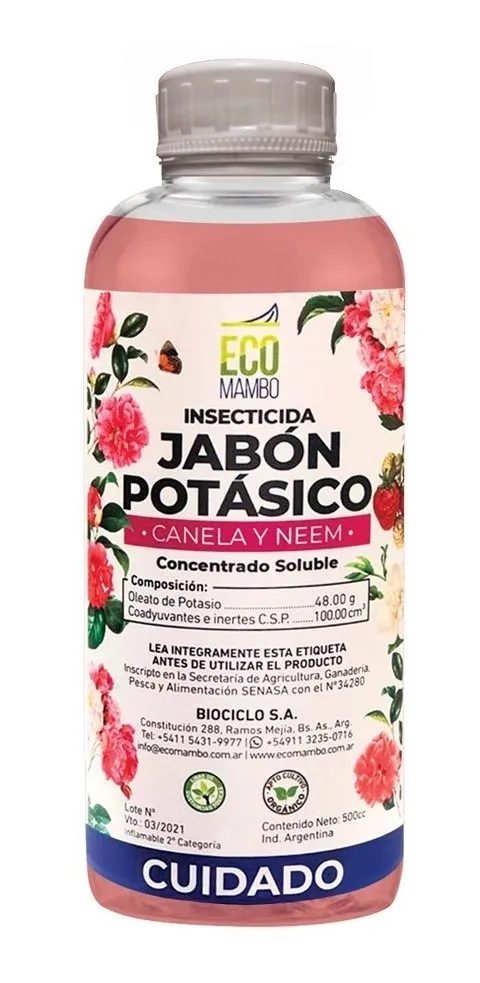 ECO
MAMBO
INSECTICIDA
JABÓN
POTÁSICO
• CANELA Y NEEM •
Concentrado Soluble
Composición:
Oleato de Potasio ........................ 48.00 g
Coadyuvantes e inertes C.S.P. ....... 100.00 cm³
LEA INTEGRAMENTE ESTA ETIQUETA
ANTES DE UTILIZAR EL PRODUCTO
Inscripto en la Secretaría de Agricultura, Ganadería,
Pesca y Alimentación SENASA con el N°34280
BIOCICLO S.A.
Constitución 288, Ramos Mejía, Bs. As., Arg.
Tel: +5411 5431-9977 | +54911 3235-0716
info@ecomambo.com.ar | www.ecomambo.com.ar
APTO CULTIVO
ORGÁNICO
Lote N°
Vto.: 03/2021
Inflamable 2° Categoría
Contenido Neto: 500cc
Ind. Argentina
CUIDADO